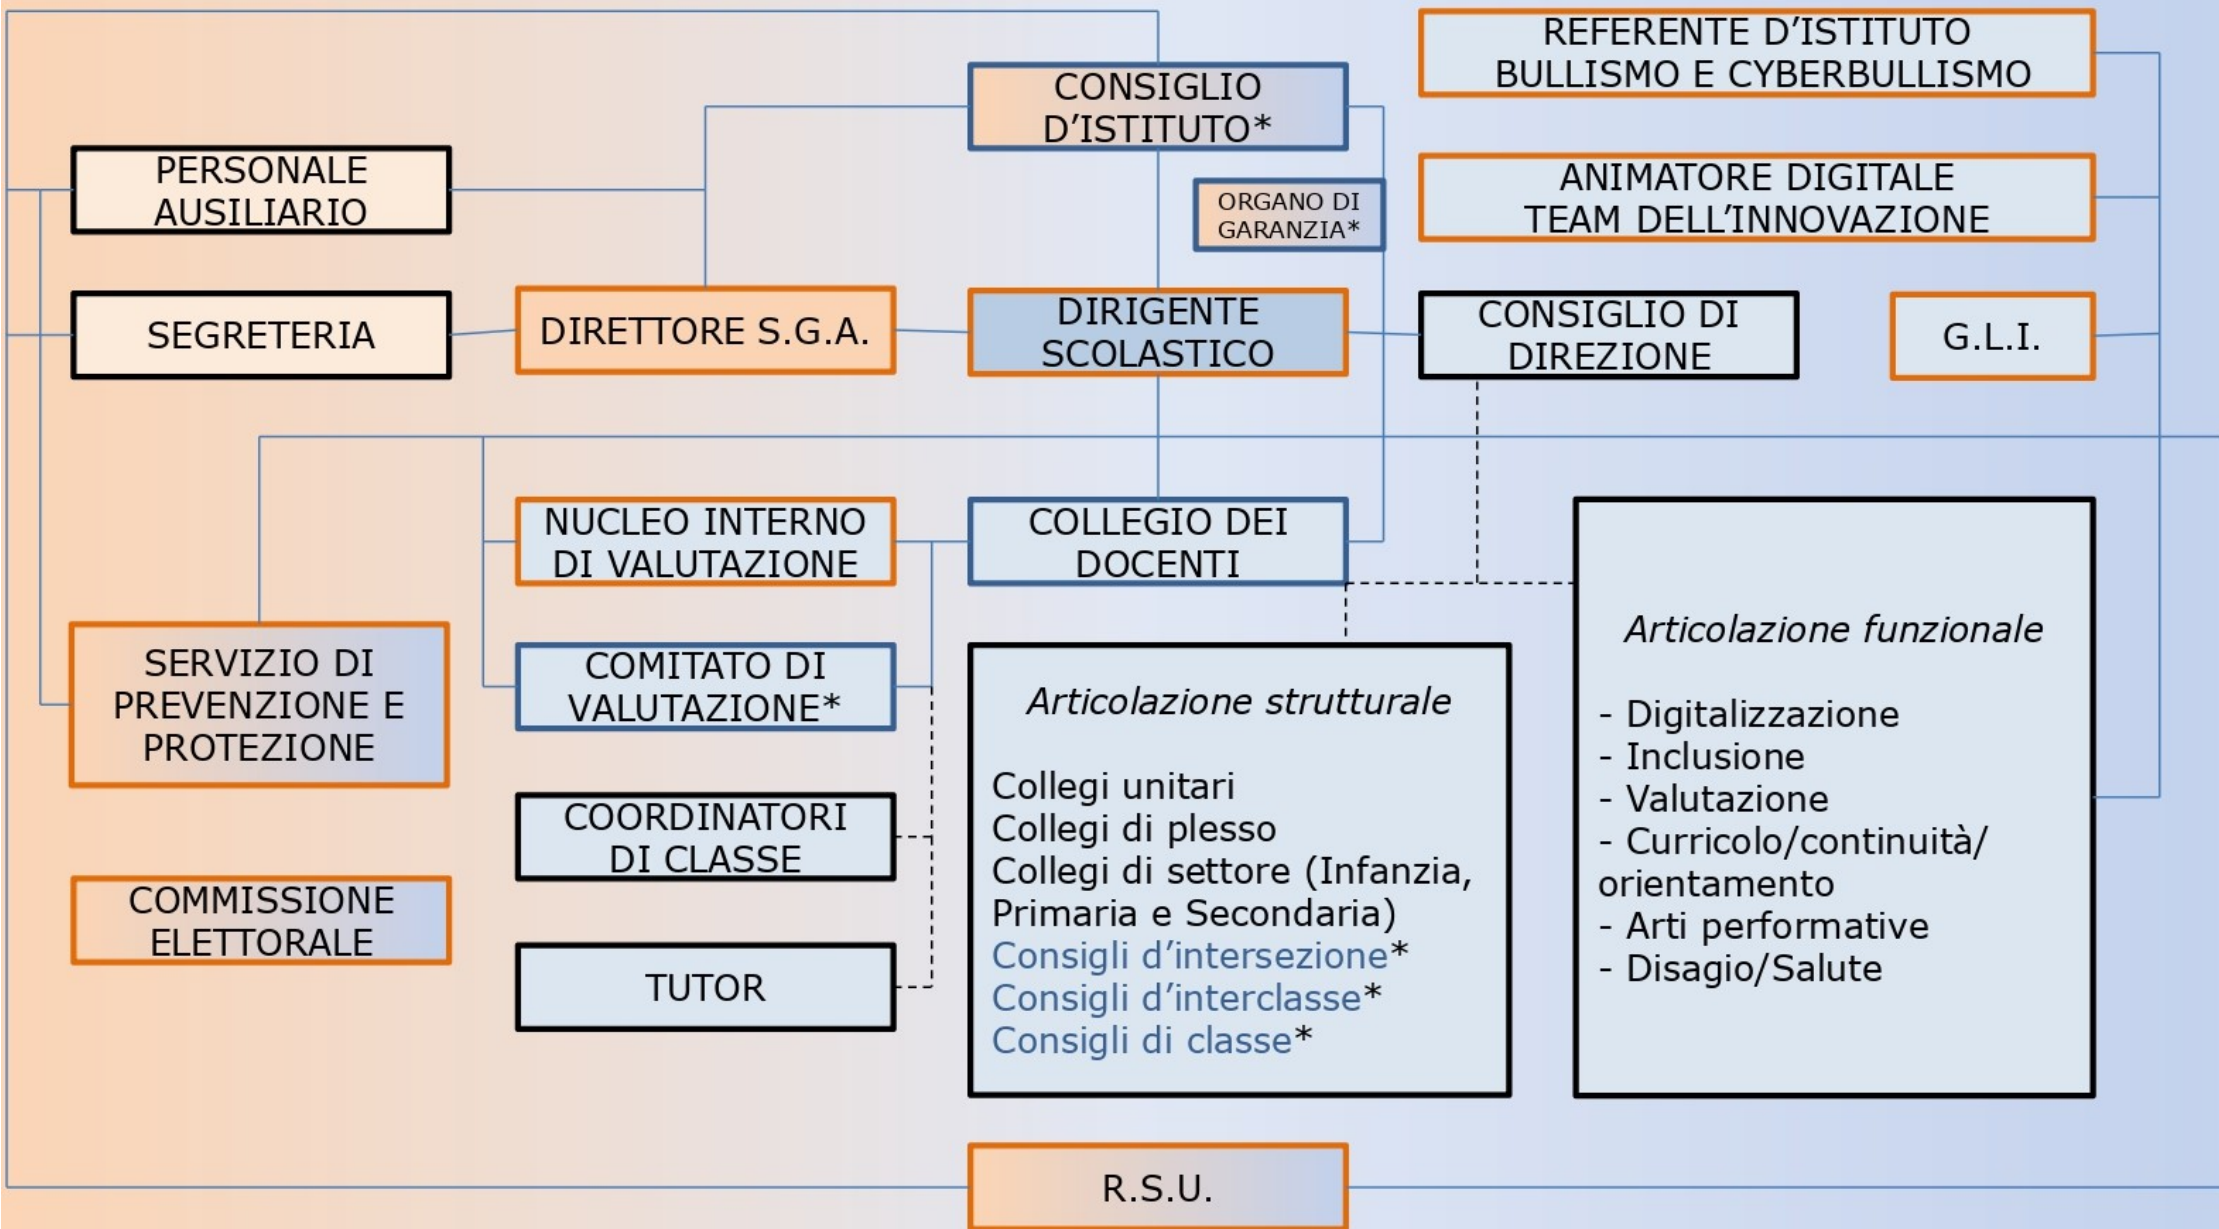 REFERENTE D’ISTITUTO
BULLISMO E CYBERBULLISMO
CONSIGLIO
D’ISTITUTO*
PERSONALE
AUSILIARIO
ORGANO DI
GARANZIA*
ANIMATORE DIGITALE
TEAM DELL’INNOVAZIONE
SEGRETERIA
DIRETTORE S.G.A.
DIRIGENTE
SCOLASTICO
CONSIGLIO DI
DIREZIONE
G.L.I.
NUCLEO INTERNO
DI VALUTAZIONE
COLLEGIO DEI
DOCENTI
SERVIZIO DI
PREVENZIONE E
PROTEZIONE
COMITATO DI
VALUTAZIONE*
COORDINATORI
DI CLASSE
COMMISSIONE
ELETTORALE
TUTOR
Articolazione strutturale
Collegi unitari
Collegi di plesso
Collegi di settore (Infanzia,
Primaria e Secondaria)
Consigli d’intersezione*
Consigli d’interclasse*
Consigli di classe*
Articolazione funzionale
- Digitalizzazione
- Inclusione
- Valutazione
- Curricolo/continuità/
orientamento
- Arti performative
- Disagio/Salute
R.S.U.